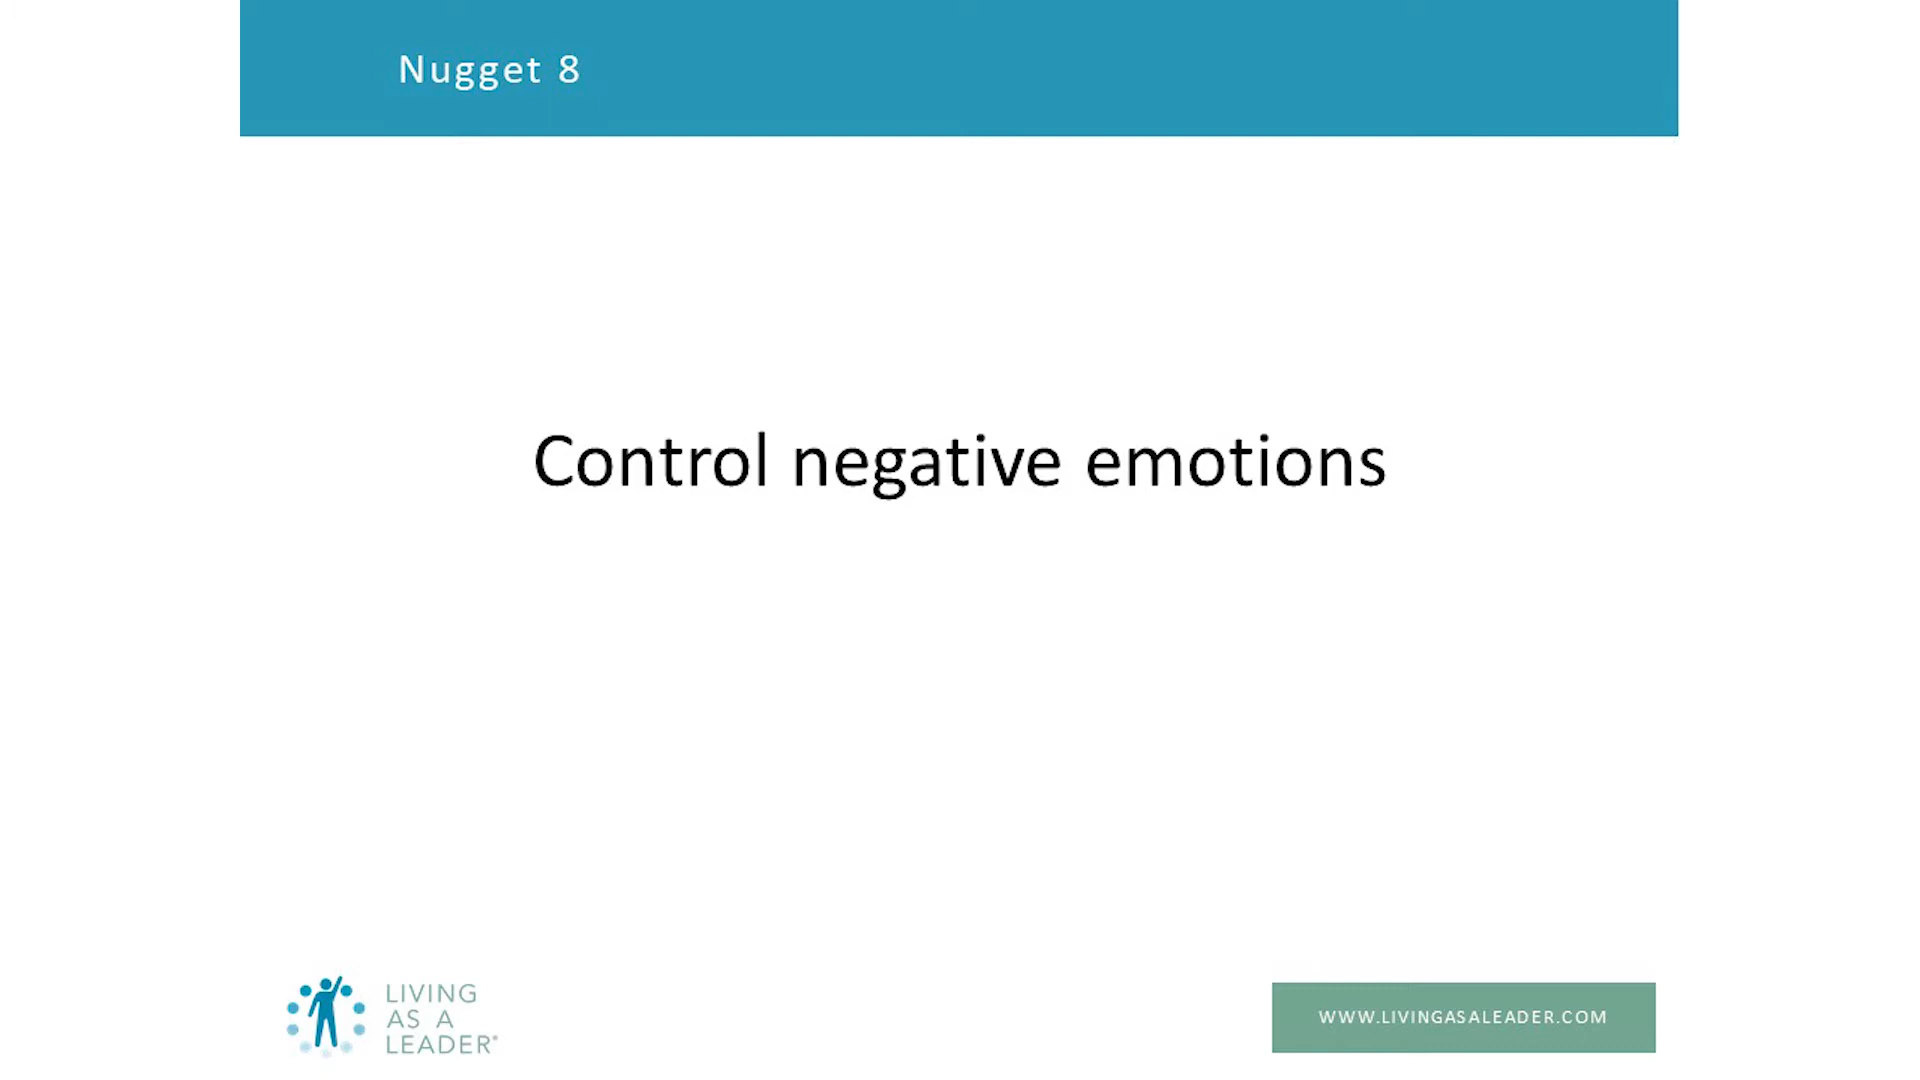 Nugget 8
Control negative emotions
LIVING
AS A
LEADER®
WWW.LIVINGASALEADER.COM